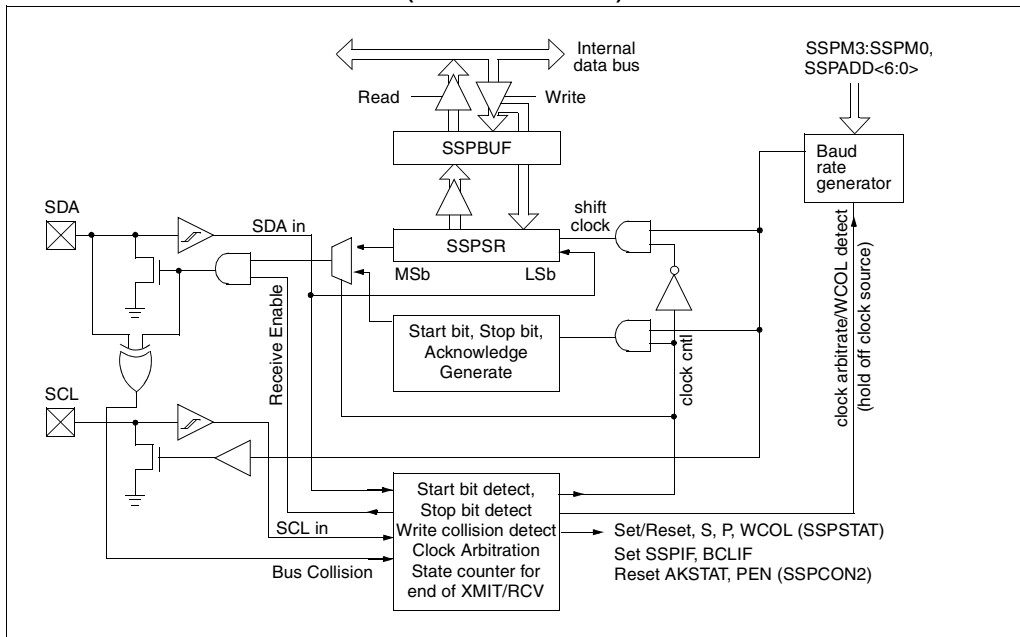 Internal
data bus
SSPM3:SSPM0,
SSPADD<6:0>
Read
Write
SSPBUF
Baud
rate
generator
SDA
SDA in
shift
clock
SSPSR
MSb
LSb
Start bit, Stop bit,
Acknowledge
Generate
Receive Enable
clock cntl
clock arbitrate/WCOL detect
(hold off clock source)
SCL
SCL in
Bus Collision
Start bit detect,
Stop bit detect
Write collision detect
Clock Arbitration
State counter for
end of XMIT/RCV
Set/Reset, S, P, WCOL (SSPSTAT)
Set SSPIF, BCLIF
Reset AKSTAT, PEN (SSPCON2)